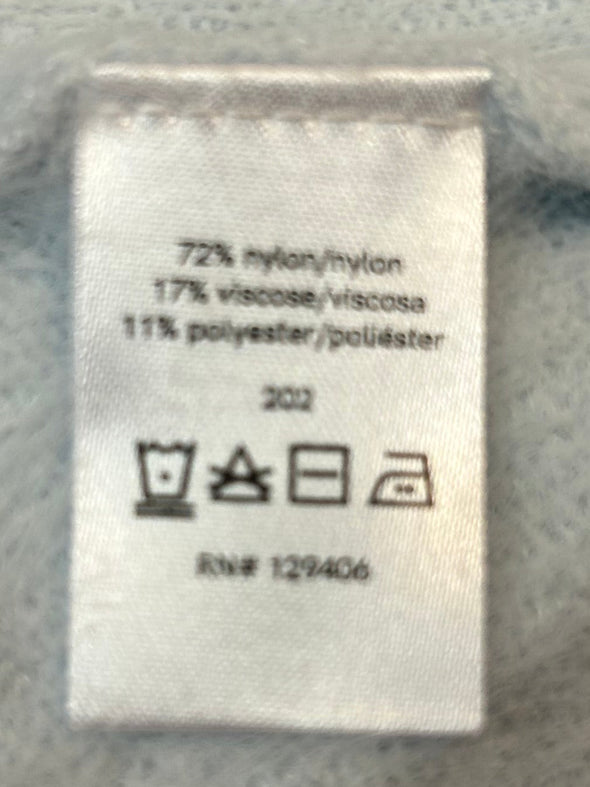 72% nylon/nylon
17% viscose/viscosa
11% polyester/poliéster
202
RN# 129406